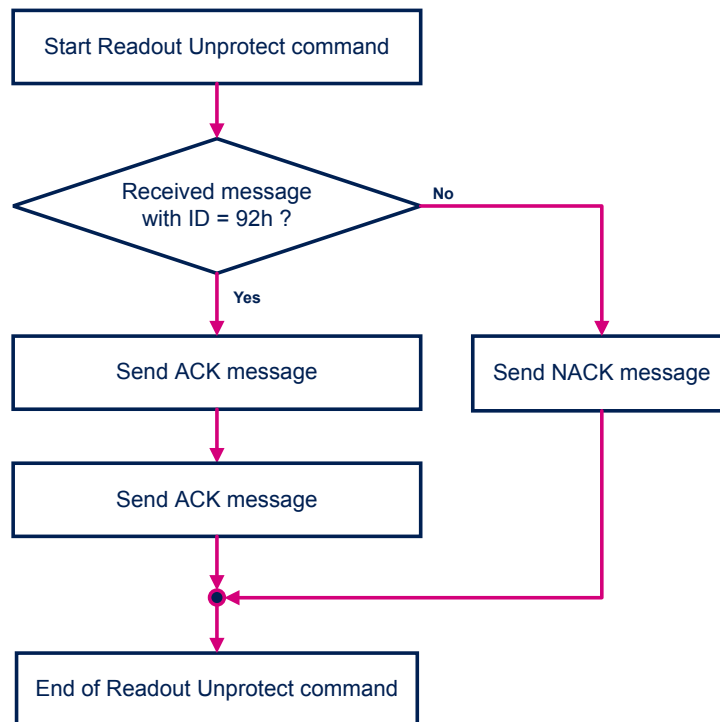 Start Readout Unprotect command
Received message
with ID = 92h ?
No
Yes
Send ACK message
Send NACK message
Send ACK message
End of Readout Unprotect command